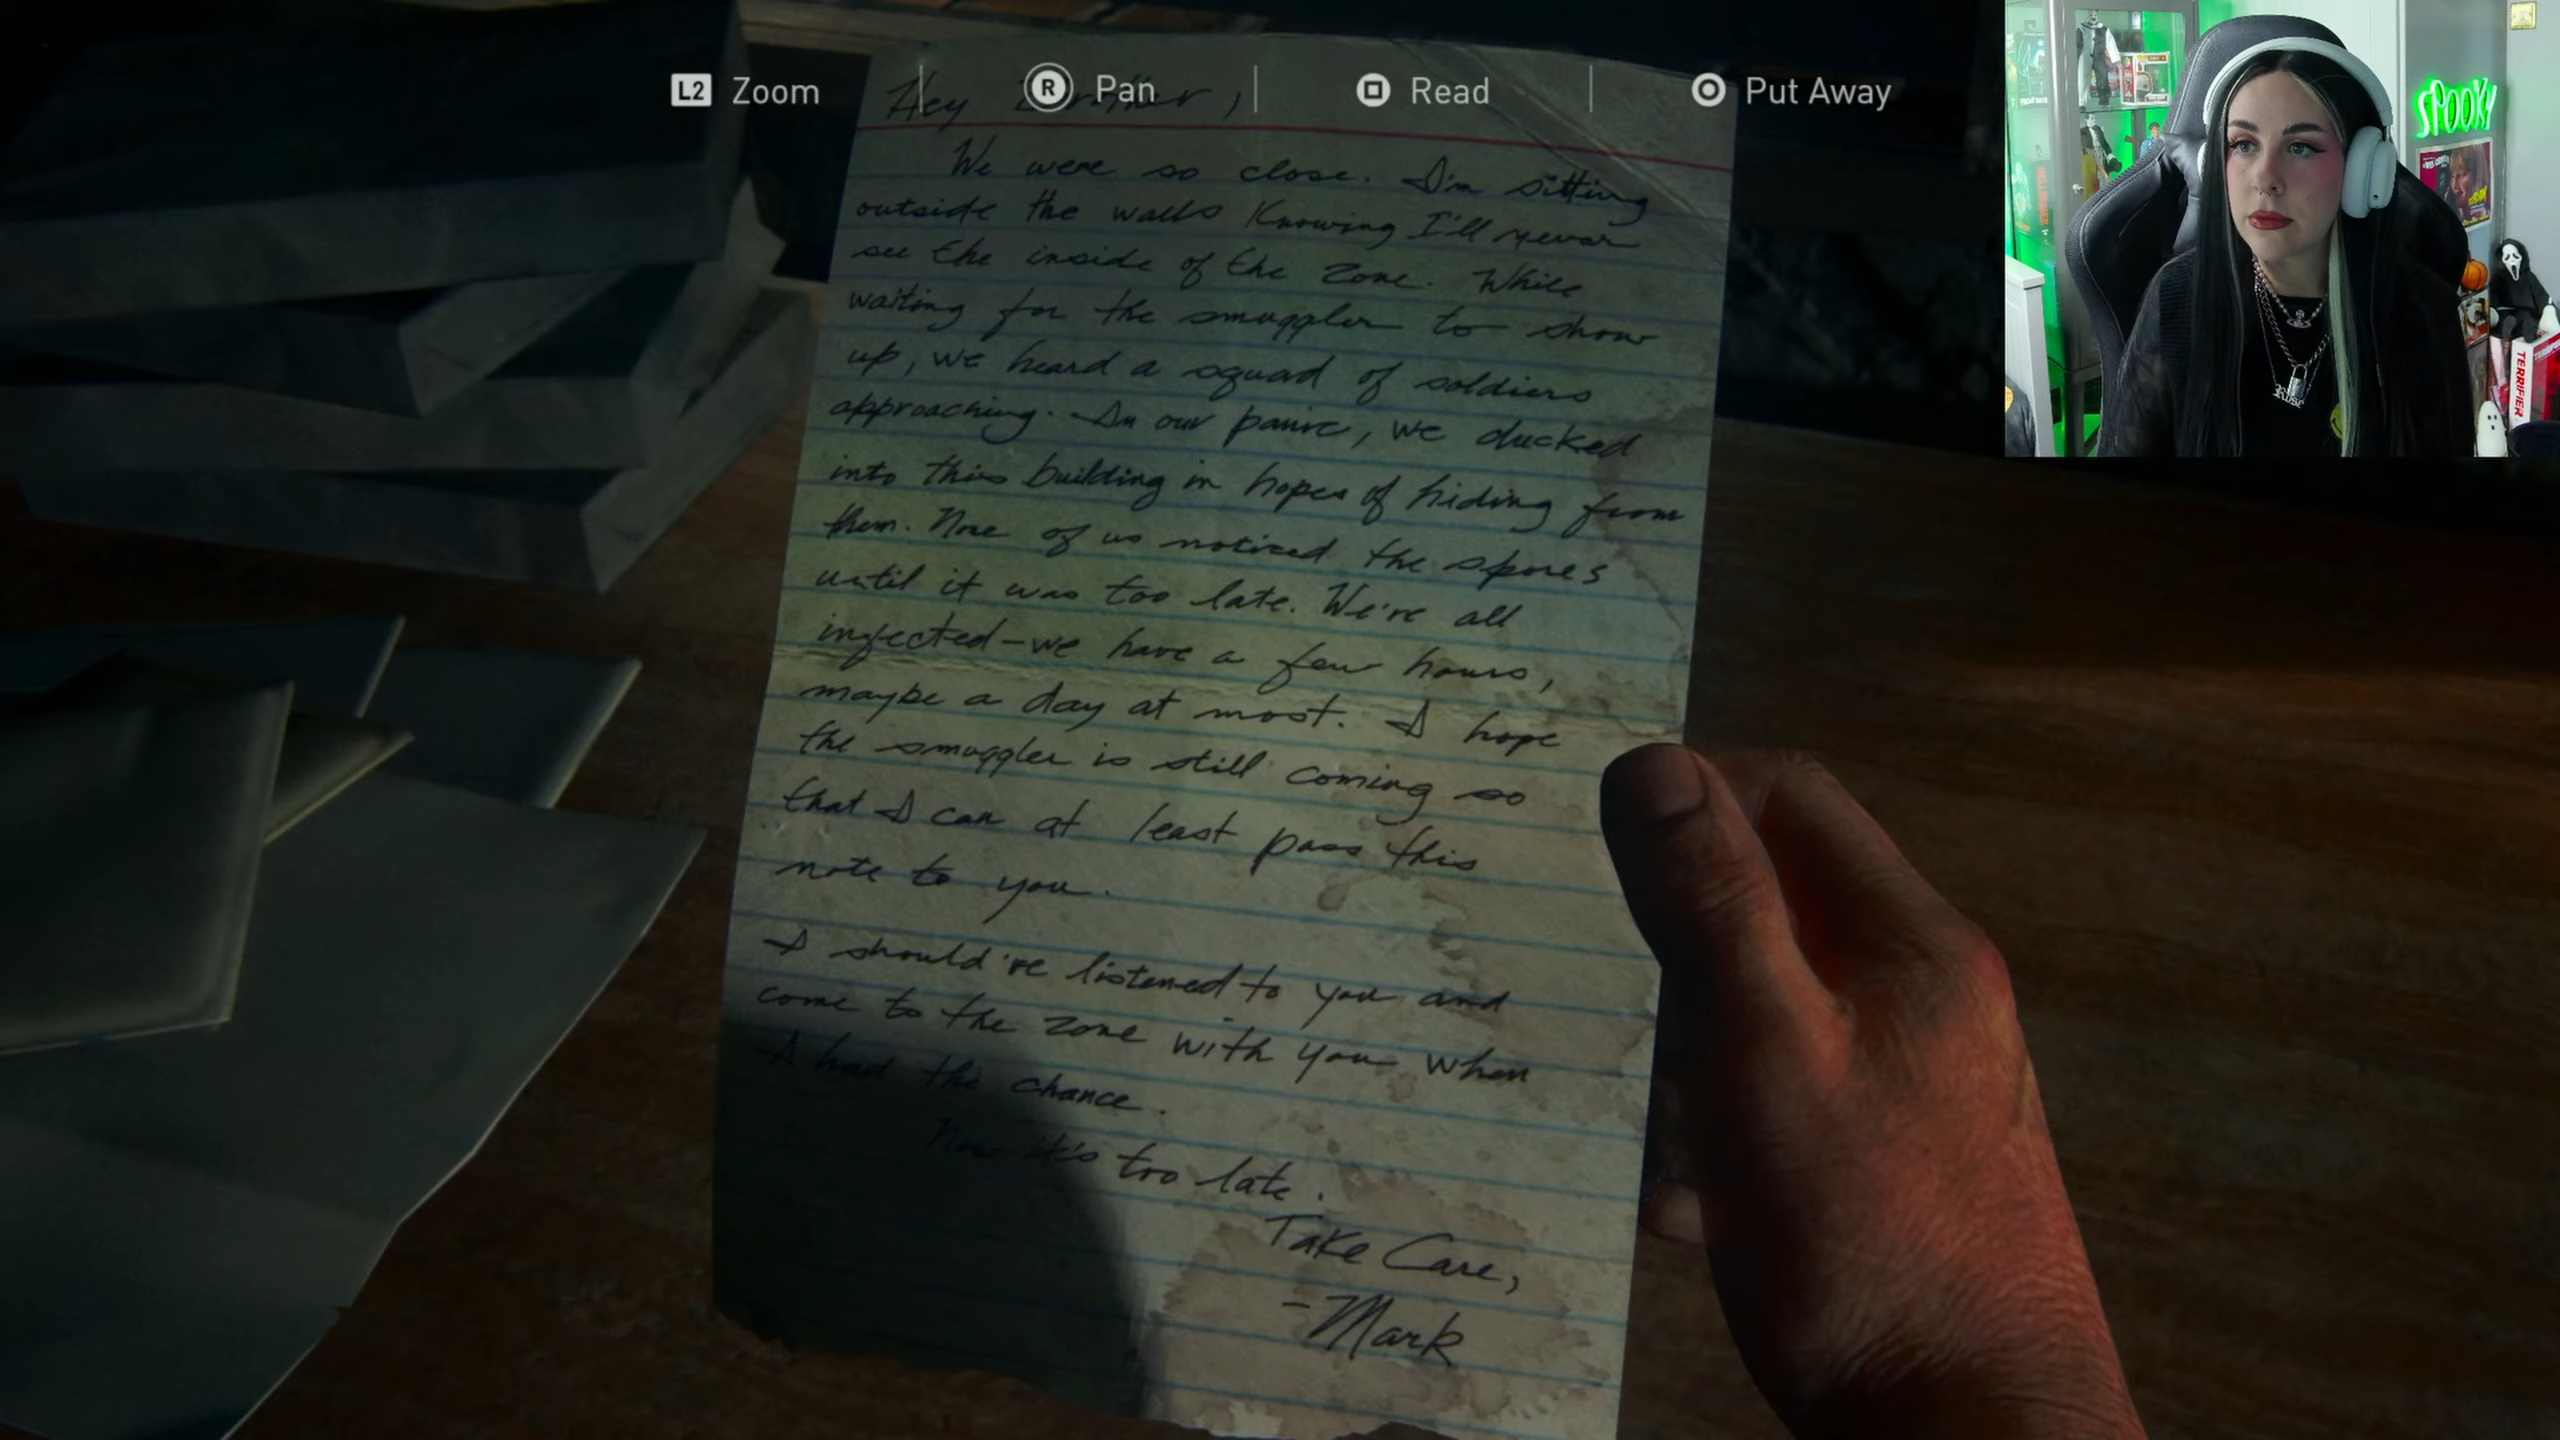 L2 Zoom
R Pan
Read
Put Away
Hey Brother,
We were so close. I'm sitting
outside the walls Knowing I'll never
see the inside of the zone. While
waiting for the smuggler to show
up, we heard a squad of soldiers
approaching. In our panic, we ducked
into this building in hopes of hiding from
them. None of us noticed the spores
until it was too late. We're all
infected-we have a few hours,
maybe a day at most. I hope
the smuggler is still coming so
that I can at least pass this
note to you.
I should've listened to you and
come to the zone with you when
I had the chance.
Now it's too late.
Take Care,
-Mark
SPOOKY
TERRIFIER